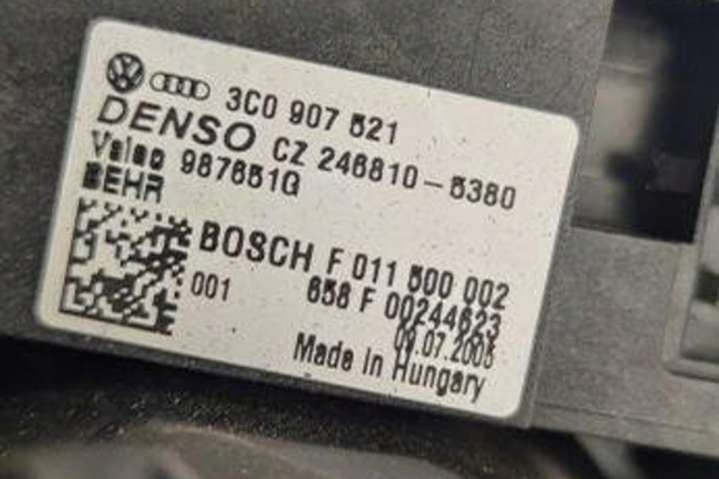 3C0 907 521
DENSO CZ 246810-5380
Valeo 987651Q
BEHR
BOSCH F 011 500 002
001 658 F 00244623
09.07.2005
Made in Hungary